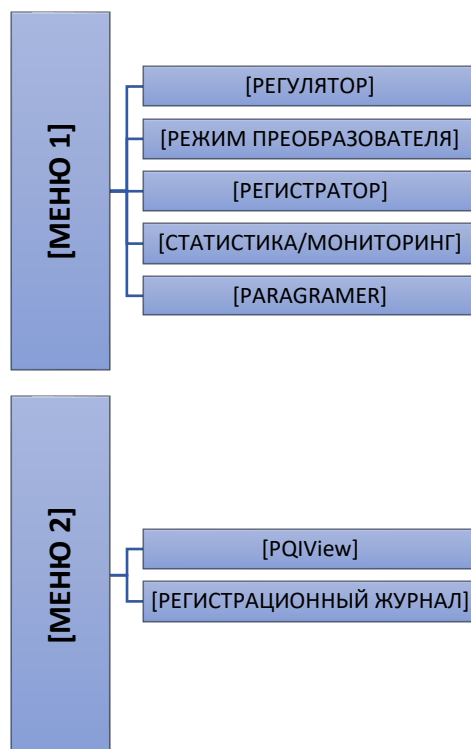 [МЕНЮ 1]
[РЕГУЛЯТОР]
[РЕЖИМ ПРЕОБРАЗОВАТЕЛЯ]
[РЕГИСТРАТОР]
[СТАТИСТИКА/МОНИТОРИНГ]
[PARAGRAMER]
[МЕНЮ 2]
[PQIView]
[РЕГИСТРАЦИОННЫЙ ЖУРНАЛ]